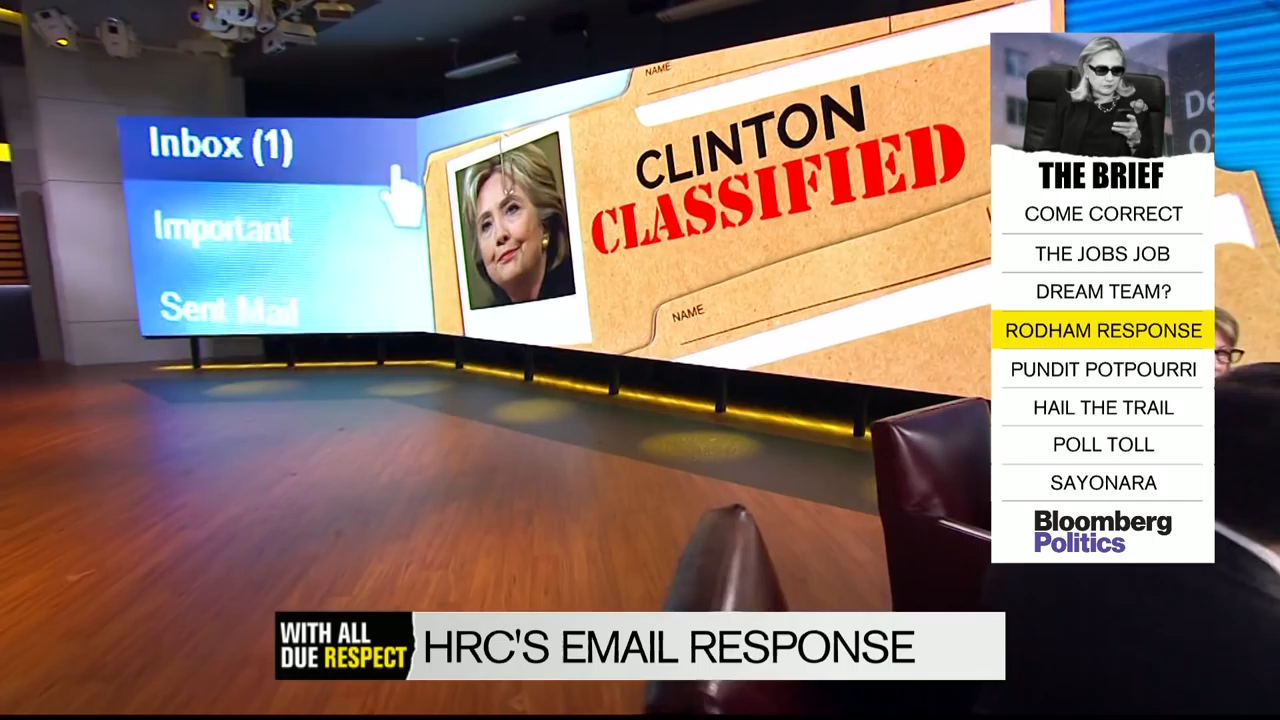 Inbox (1)
Important
Sent Mail
NAME
CLINTON
CLASSIFIED
NAME
THE BRIEF
COME CORRECT
THE JOBS JOB
DREAM TEAM?
RODHAM RESPONSE
PUNDIT POTPOURRI
HAIL THE TRAIL
POLL TOLL
SAYONARA
Bloomberg
Politics
WITH ALL
DUE RESPECT
HRC'S EMAIL RESPONSE